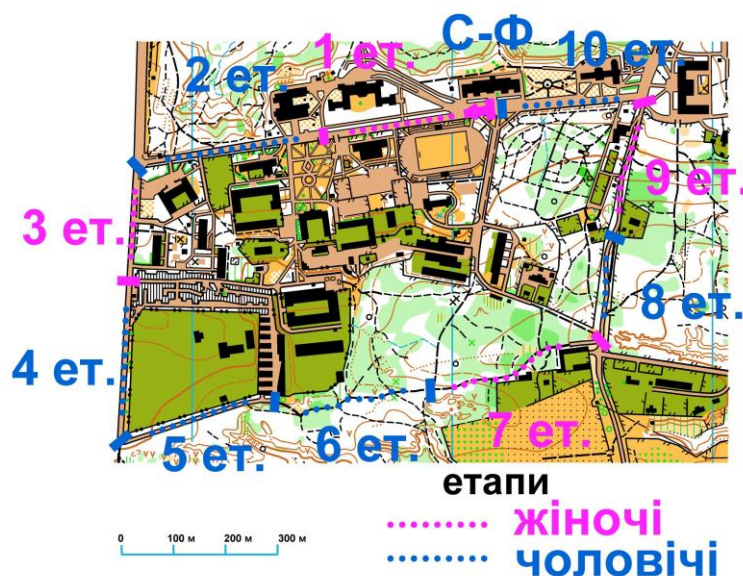 С-Ф
1 ет.
10 ет.
2 ет.
3 ет.
9 ет.
8 ет.
4 ет.
5 ет.
6 ет.
7 ет.
етапи
жіночі
чоловічі
0 100 м 200 м 300 м